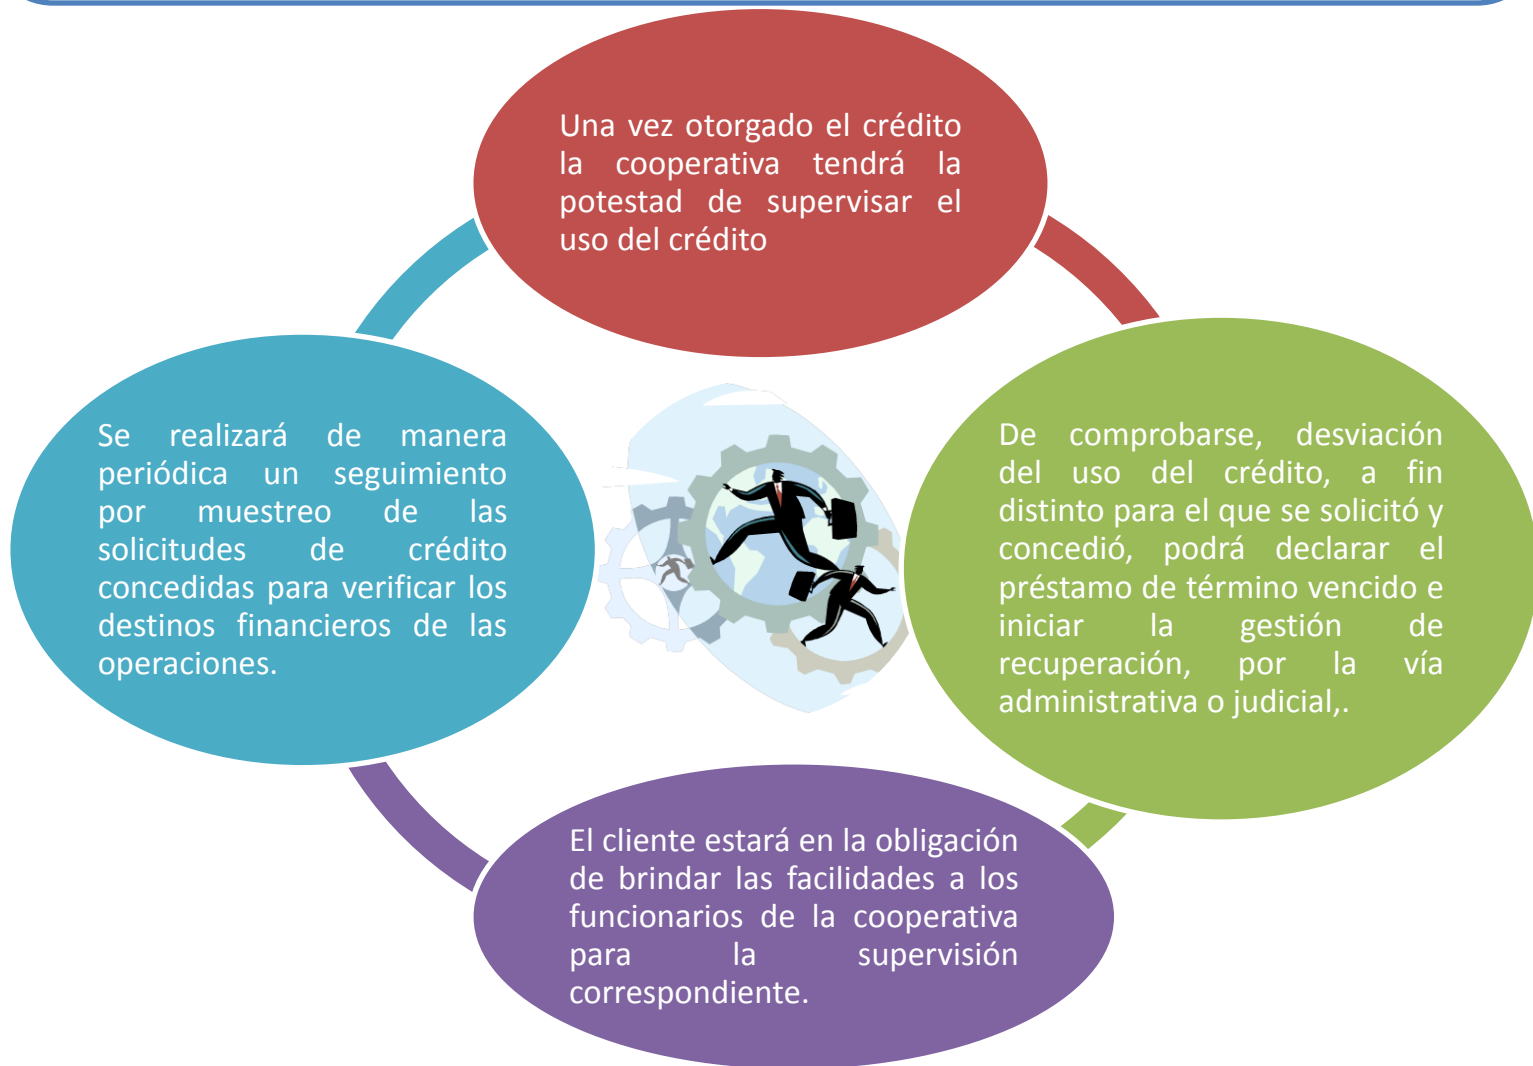 Una vez otorgado el crédito
la cooperativa tendrá la
potestad de supervisar el
uso del crédito
De comprobarse, desviación
del uso del crédito, a fin
distinto para el que se solicitó y
concedió, podrá declarar el
préstamo de término vencido e
iniciar la gestión de
recuperación, por la vía
administrativa o judicial,.
El cliente estará en la obligación
de brindar las facilidades a los
funcionarios de la cooperativa
para la supervisión
correspondiente.
Se realizará de manera
periódica un seguimiento
por muestreo de las
solicitudes de crédito
concedidas para verificar los
destinos financieros de las
operaciones.